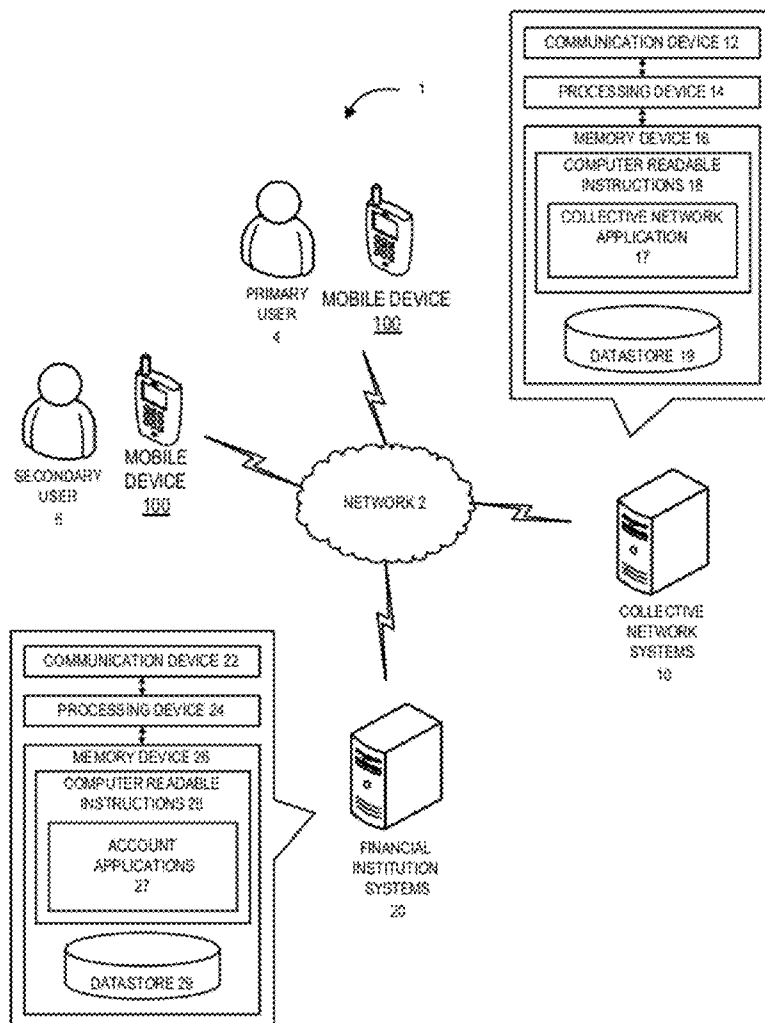 COMMUNICATION DEVICE 12
PROCESSING DEVICE 14
MEMORY DEVICE 16
COMPUTER READABLE
INSTRUCTIONS 18
COLLECTIVE NETWORK
APPLICATION
17
DATASTORE 19
1
PRIMARY
USER
4
MOBILE DEVICE
100
SECONDARY
USER
MOBILE
DEVICE
100
NETWORK 2
COLLECTIVE
NETWORK
SYSTEMS
10
COMMUNICATION DEVICE 22
PROCESSING DEVICE 24
MEMORY DEVICE 26
COMPUTER READABLE
INSTRUCTIONS 28
ACCOUNT
APPLICATIONS
27
DATASTORE 29
FINANCIAL
INSTITUTION
SYSTEMS
20